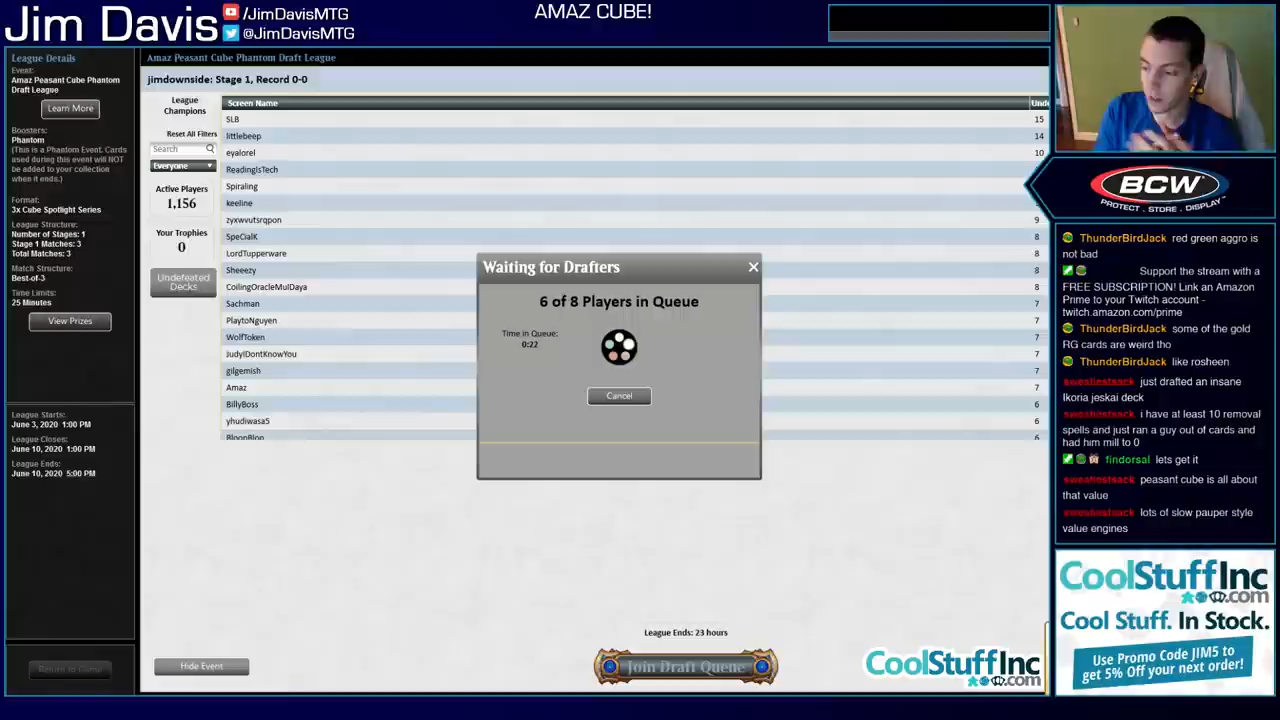 Jim Davis
/JimDavisMTG
@JimDavisMTG
AMAZ CUBE!
League Details
Event:
Amaz Peasant Cube Phantom
Draft League
Learn More
Boosters:
Phantom
(This is a Phantom Event. Cards
used during this event will NOT
be added to your collection
when it ends.)
Format:
3x Cube Spotlight Series
League Structure:
Number of Stages: 1
Stage 1 Matches: 3
Total Matches: 3
Match Structure:
Best-of-3
Time Limits:
25 Minutes
View Prizes
League Starts:
June 3, 2020 1:00 PM
League Closes:
June 10, 2020 1:00 PM
League Ends:
June 10, 2020 5:00 PM
Return to Game
Amaz Peasant Cube Phantom Draft League
jimdownside: Stage 1, Record 0-0
League
Champions
Reset All Filters
Search
Everyone
Active Players
1,156
Your Trophies
0
Undefeated
Decks
Screen Name
Unde
SLB 15
littlebeep 14
eyalorel 10
ReadingIsTech
Spiraling
keeline
zyxwvutsrqpon 9
SpeCialK 8
LordTupperware 8
Sheeezy 8
CoilingOracleMulDaya 8
Sachman 7
PlaytoNguyen 7
WolfToken 7
JudyIDontKnowYou 7
gilgemish 7
Amaz 7
BillyBoss 6
yhudiwasa5 6
BloonBloo 6
Waiting for Drafters
6 of 8 Players in Queue
Time in Queue:
0:22
Cancel
League Ends: 23 hours
Hide Event
Join Draft Queue
CoolStuffInc
.com
BCW
PROTECT . STORE . DISPLAY™
ThunderBirdJack red green aggro is
not bad
Support the stream with a
FREE SUBSCRIPTION! Link an Amazon
Prime to your Twitch account -
twitch.amazon.com/prime
ThunderBirdJack some of the gold
RG cards are weird tho
ThunderBirdJack like rosheen
sweatiestsack just drafted an insane
Ikoria jeskai deck
sweatiestsack i have at least 10 removal
spells and just ran a guy out of cards and
had him mill to 0
findorsal lets get it
sweatiestsack peasant cube is all about
that value
sweatiestsack lots of slow pauper style
value engines
CoolStuffInc
.com
Cool Stuff. In Stock.
Use Promo Code JIM5 to
get 5% Off your next order!